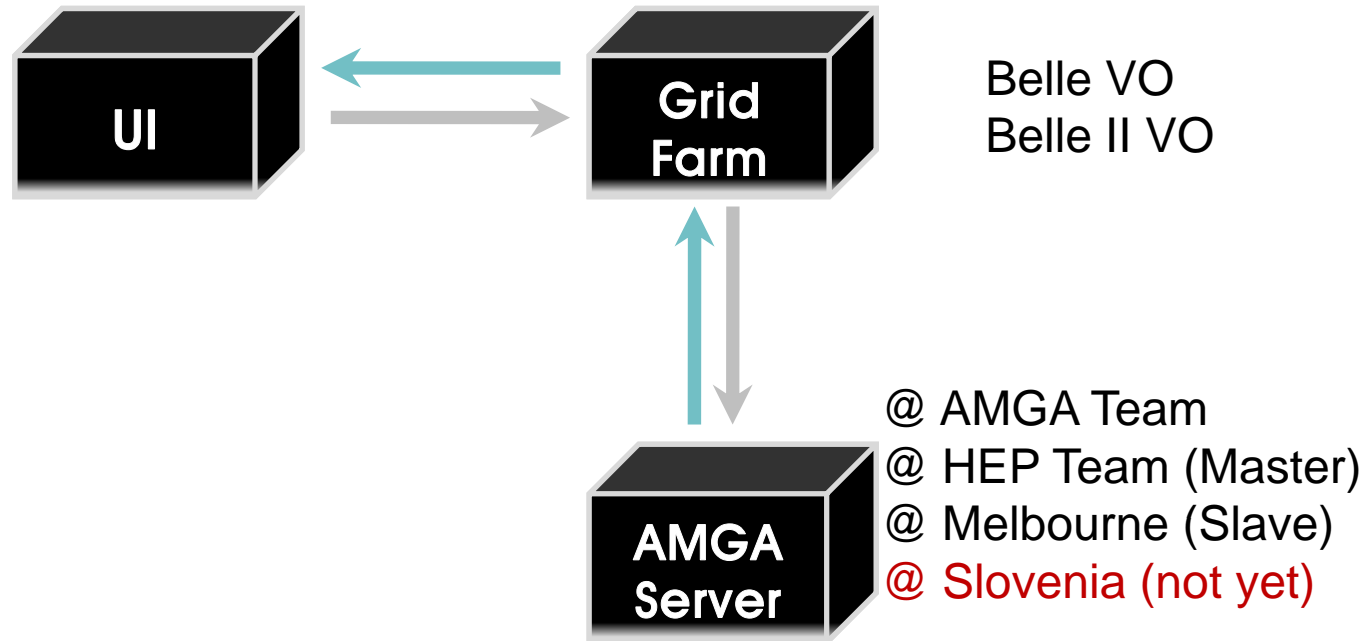 UI
Grid
Farm
Belle VO
Belle II VO
@ AMGA Team
@ HEP Team (Master)
@ Melbourne (Slave)
@ Slovenia (not yet)
AMGA
Server